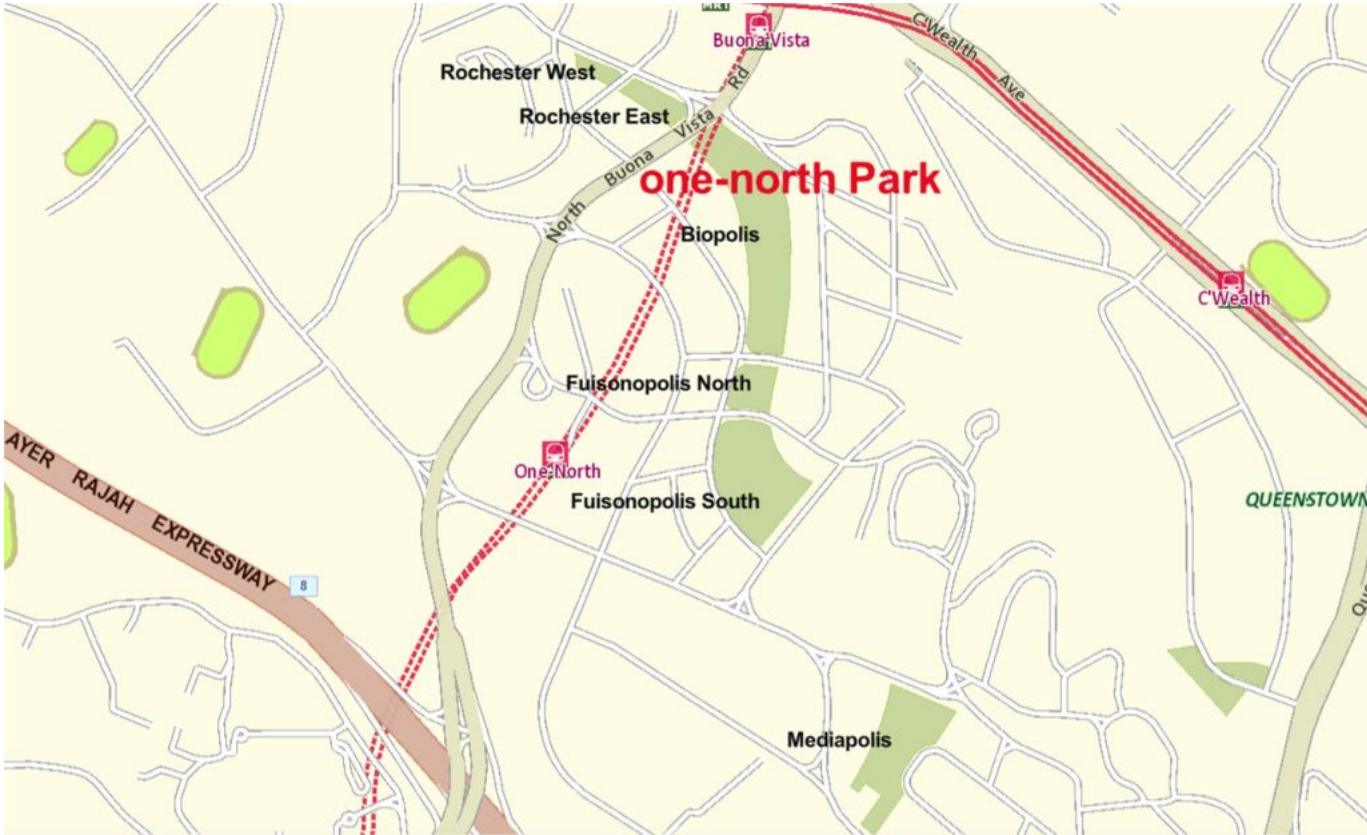 MRT
Buona Vista
C'Wealth Ave
Rochester West
Rochester East
North Buona Vista Rd
one-north Park
Biopolis
C'Wealth
Fuisonopolis North
One-North
Fuisonopolis South
QUEENSTOWN
AYER RAJAH EXPRESSWAY
8
Mediapolis